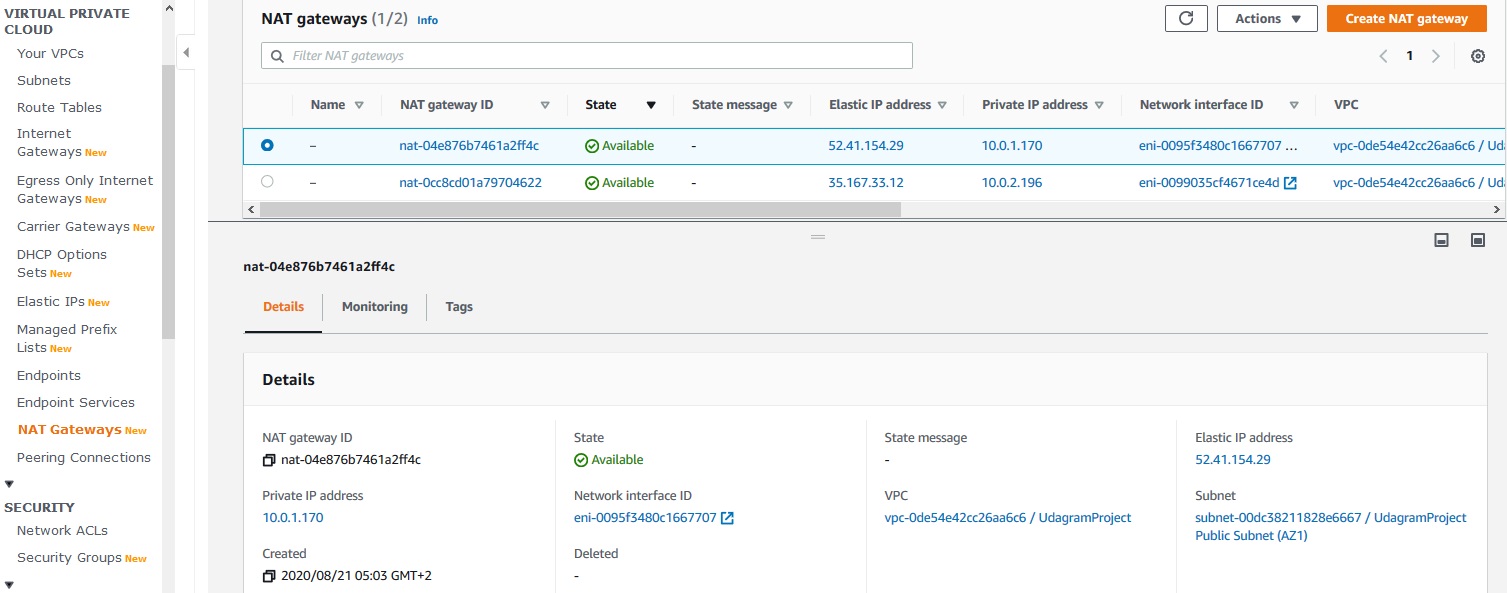 VIRTUAL PRIVATE
CLOUD
Your VPCs
Subnets
Route Tables
Internet
Gateways New
Egress Only Internet
Gateways New
Carrier Gateways New
DHCP Options
Sets New
Elastic IPs New
Managed Prefix
Lists New
Endpoints
Endpoint Services
NAT Gateways New
Peering Connections
SECURITY
Network ACLs
Security Groups New
NAT gateways (1/2) Info
Actions
Create NAT gateway
Filter NAT gateways
1
Name NAT gateway ID State State message Elastic IP address Private IP address Network interface ID VPC
– nat-04e876b7461a2ff4c Available - 52.41.154.29 10.0.1.170 eni-0095f3480c1667707 ... vpc-0de54e42cc26aa6c6 / Uda
– nat-0cc8cd01a79704622 Available - 35.167.33.12 10.0.2.196 eni-0099035cf4671ce4d vpc-0de54e42cc26aa6c6 / Uda
nat-04e876b7461a2ff4c
Details Monitoring Tags
Details
NAT gateway ID State State message Elastic IP address
nat-04e876b7461a2ff4c Available - 52.41.154.29
Private IP address Network interface ID VPC Subnet
10.0.1.170 eni-0095f3480c1667707 vpc-0de54e42cc26aa6c6 / UdagramProject subnet-00dc38211828e6667 / UdagramProject
Public Subnet (AZ1)
Created Deleted
2020/08/21 05:03 GMT+2 -